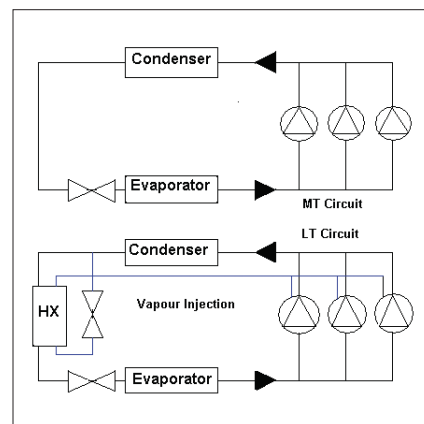 Condenser
Evaporator
MT Circuit
LT Circuit
Condenser
HX
Vapour Injection
Evaporator